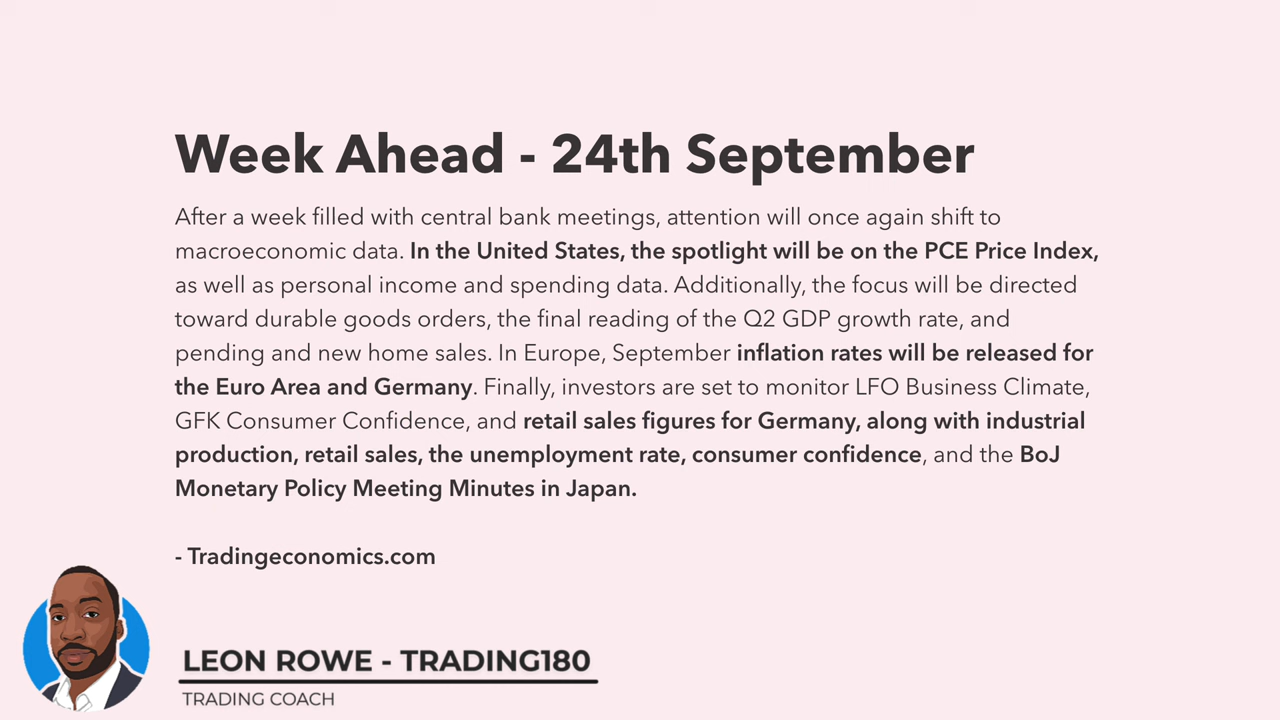 Week Ahead - 24th September
After a week filled with central bank meetings, attention will once again shift to
macroeconomic data. In the United States, the spotlight will be on the PCE Price Index,
as well as personal income and spending data. Additionally, the focus will be directed
toward durable goods orders, the final reading of the Q2 GDP growth rate, and
pending and new home sales. In Europe, September inflation rates will be released for
the Euro Area and Germany. Finally, investors are set to monitor LFO Business Climate,
GFK Consumer Confidence, and retail sales figures for Germany, along with industrial
production, retail sales, the unemployment rate, consumer confidence, and the BoJ
Monetary Policy Meeting Minutes in Japan.
- Tradingeconomics.com
LEON ROWE - TRADING180
TRADING COACH